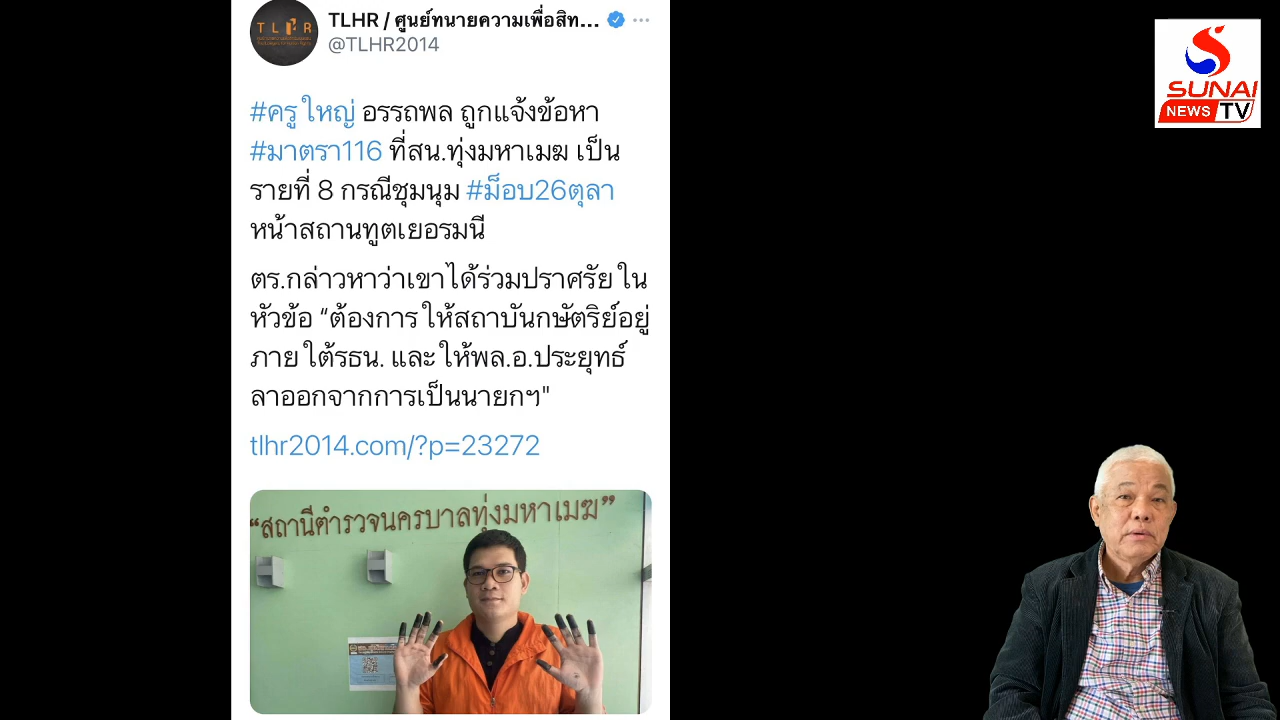 TLHR / ศูนย์ทนายความเพื่อสิท...
@TLHR2014
TLHR
#ครูใหญ่ อรรถพล ถูกแจ้งข้อหา
#มาตรา116 ที่สน.ทุ่งมหาเมฆ เป็น
รายที่ 8 กรณีชุมนุม #ม็อบ26ตุลา
หน้าสถานทูตเยอรมนี
ตร.กล่าวหาว่าเขาได้ร่วมปราศรัย ใน
หัวข้อ “ต้องการ ให้สถาบันกษัตริย์อยู่
ภาย ใต้รธน. และ ให้พล.อ.ประยุทธ์
ลาออกจากการเป็นนายกฯ"
tlhr2014.com/?p=23272
“สถานีตำรวจนครบาลทุ่งมหาเมฆ”
SUNAI
NEWS TV